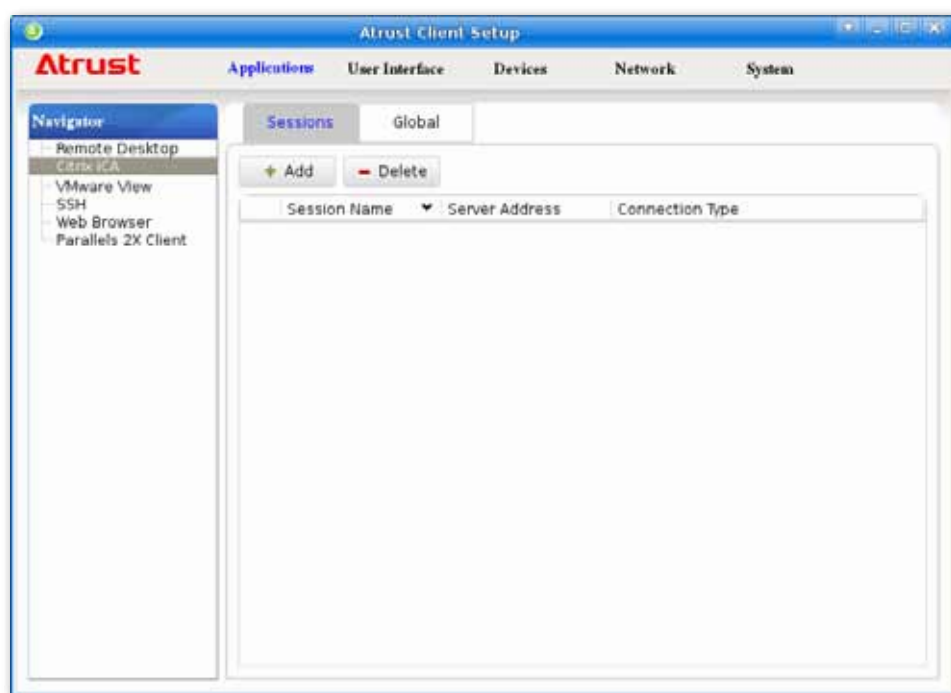 Atrust Client Setup
Atrust
Applications User Interface Devices Network System
Navigator
Remote Desktop
Citrix ICA
VMware View
SSH
Web Browser
Parallels 2X Client
Sessions Global
+ Add - Delete
Session Name Server Address Connection Type